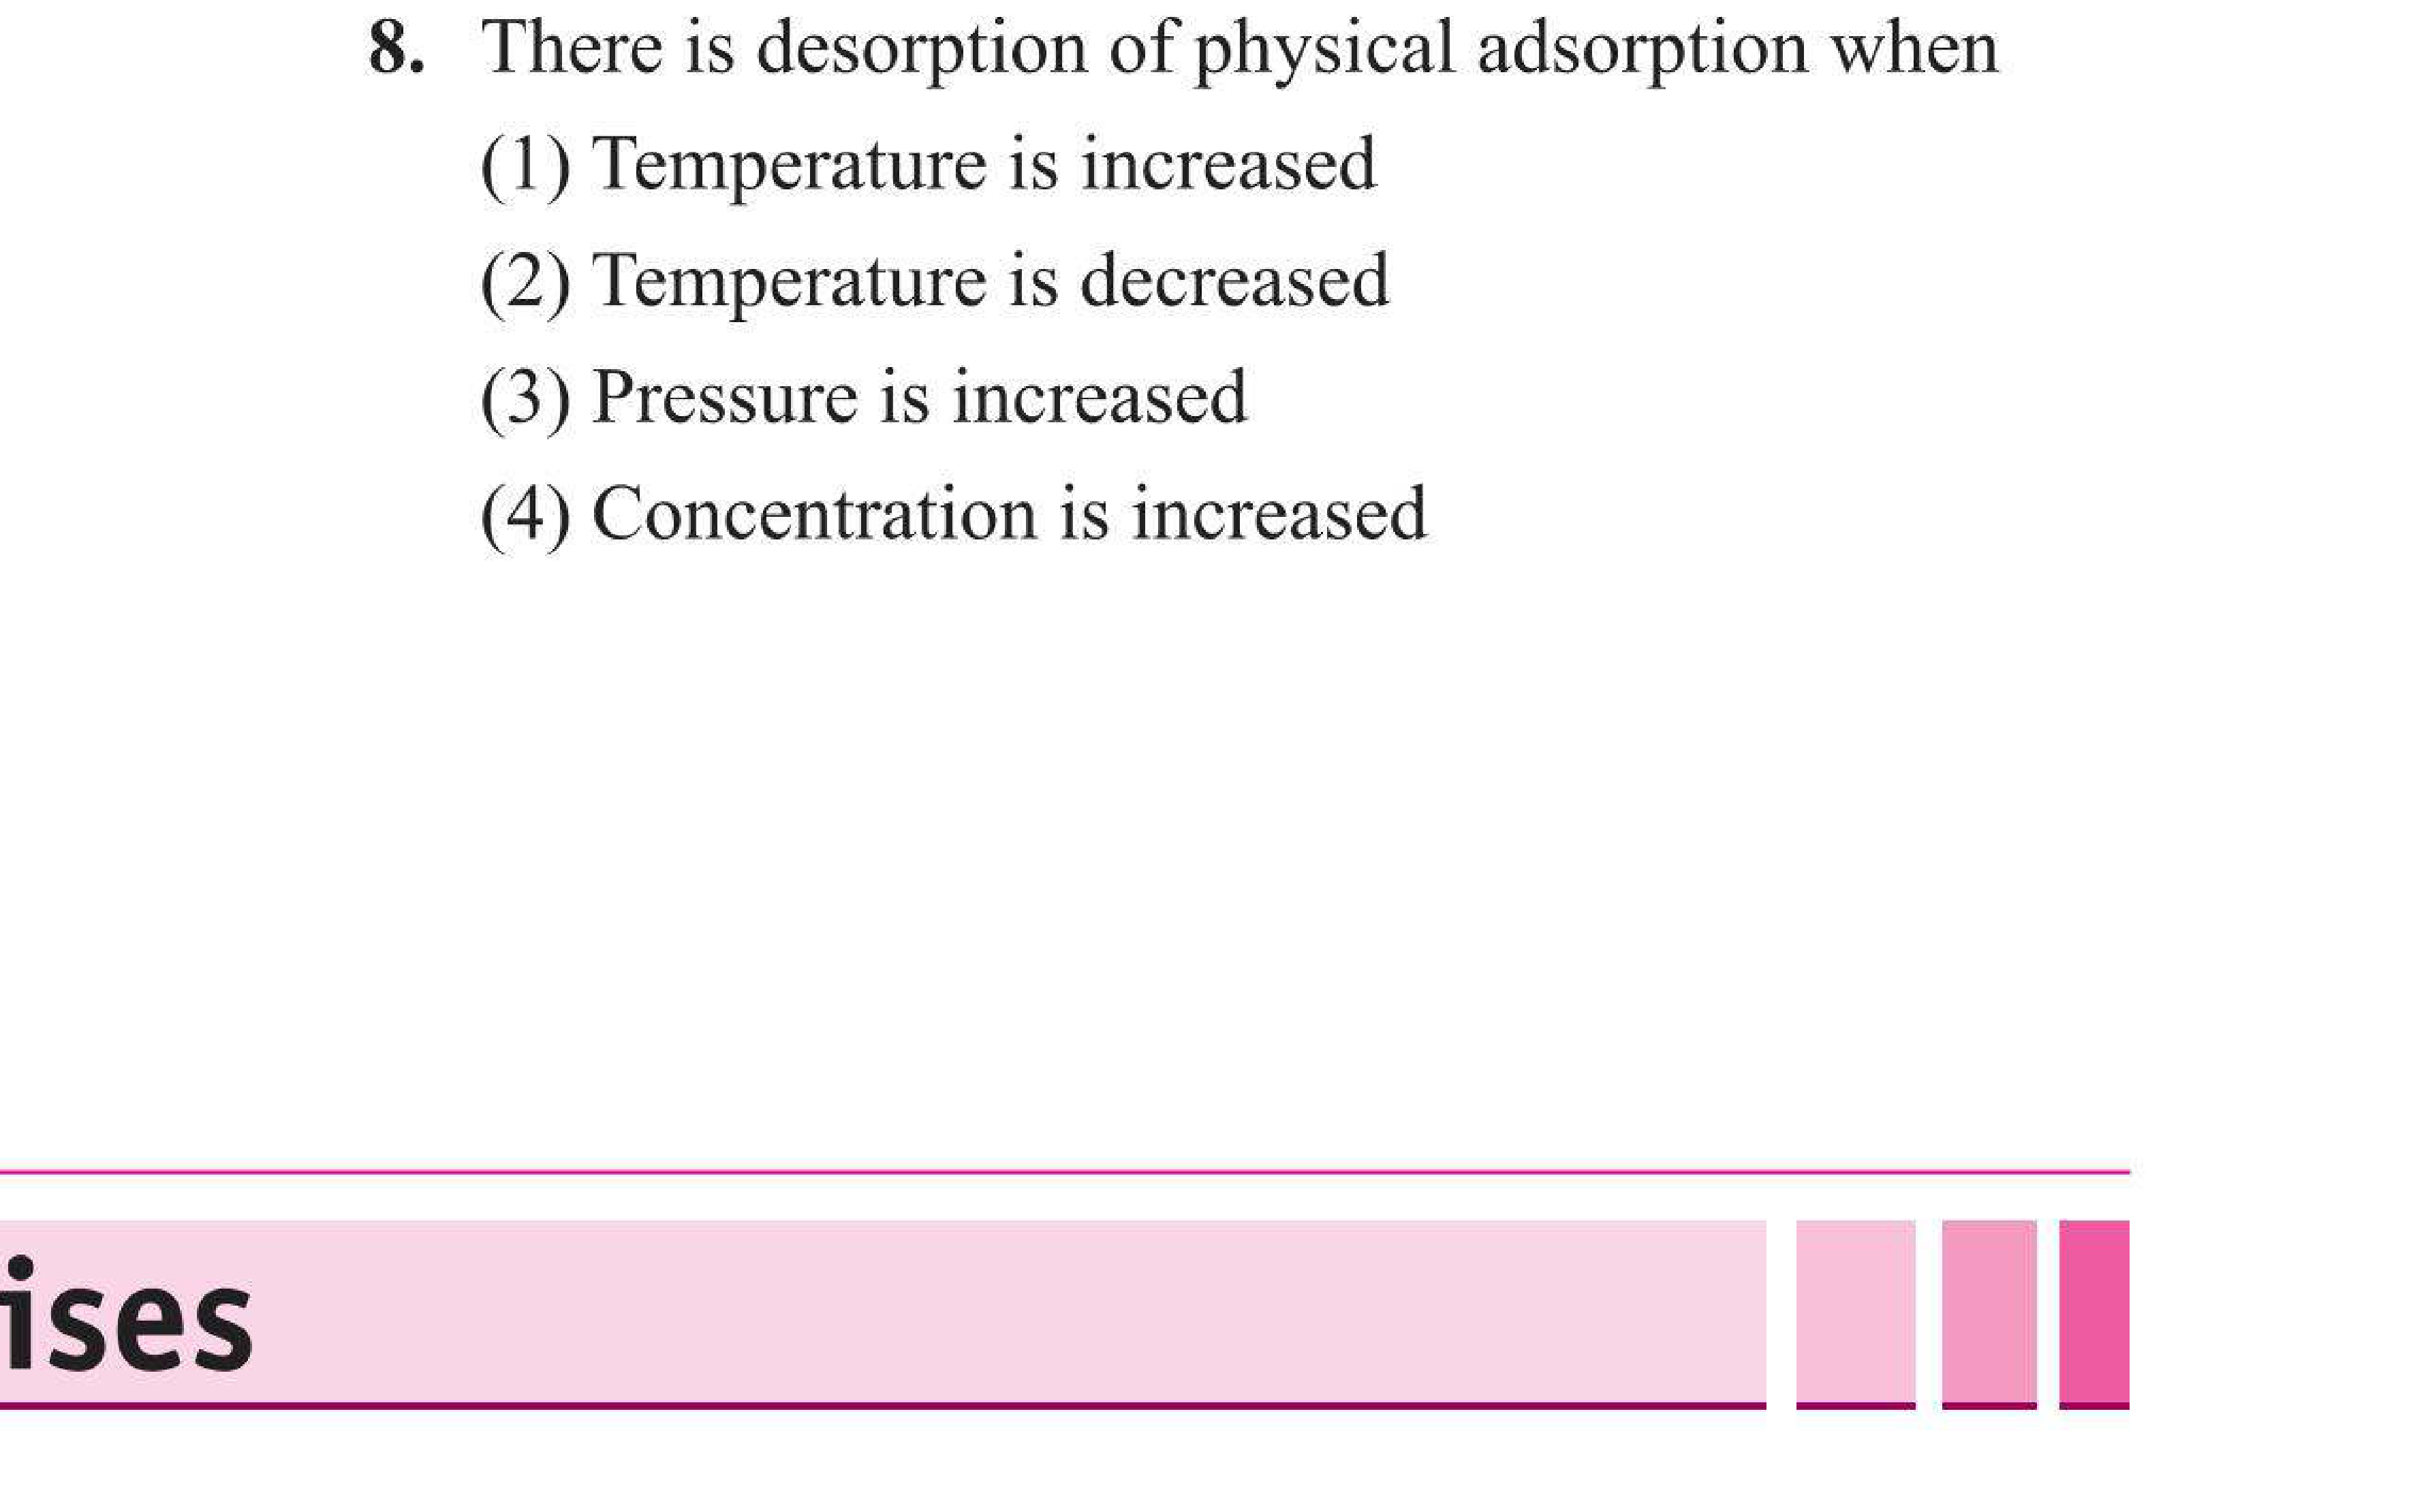 8. There is desorption of physical adsorption when
(1) Temperature is increased
(2) Temperature is decreased
(3) Pressure is increased
(4) Concentration is increased
ises